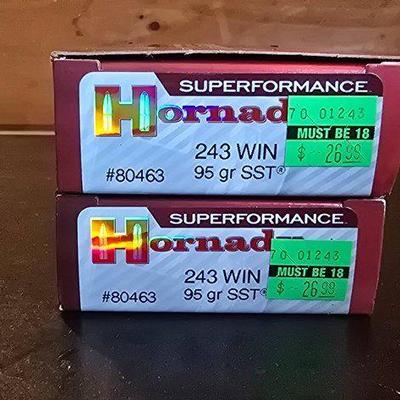 SUPERFORMANCE
Hornad
70 01243
MUST BE 18
$ 26.99
243 WIN
#80463
95 gr SST®
SUPERFORMANCE
Hornad
70 01243
MUST BE 18
$ 26.99
243 WIN
#80463
95 gr SST®